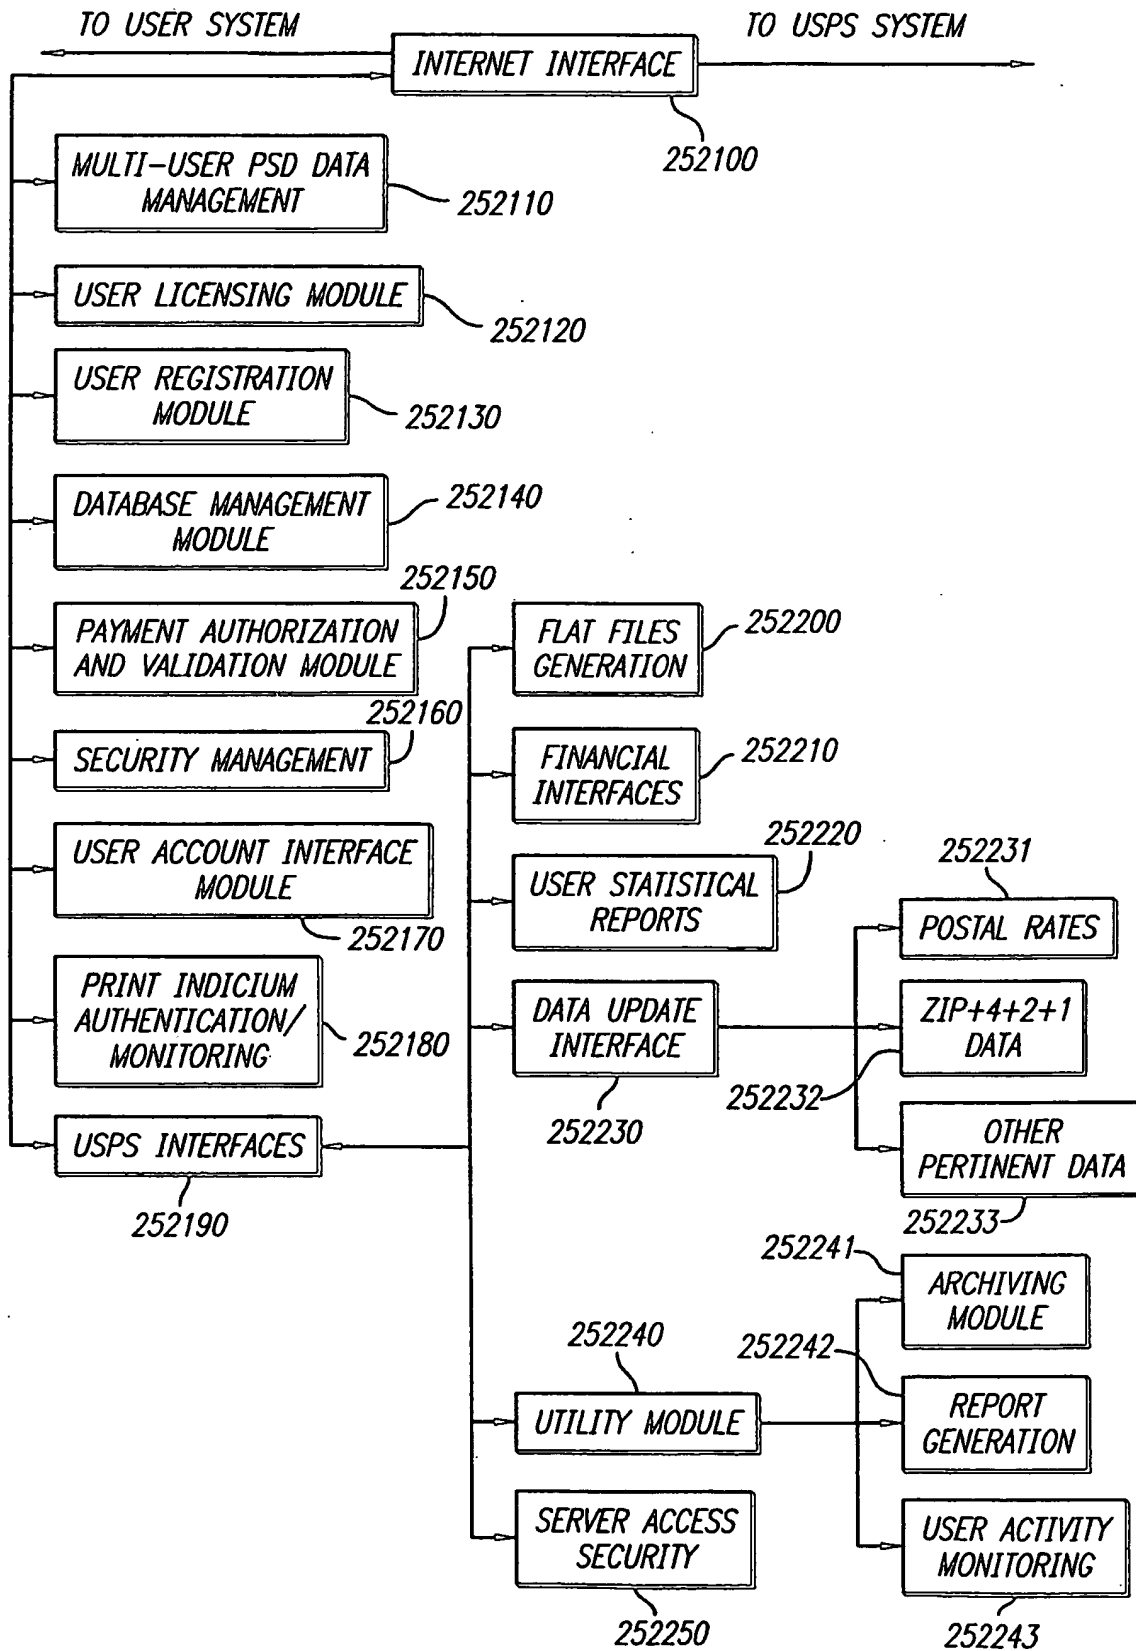 TO USER SYSTEM
TO USPS SYSTEM
INTERNET INTERFACE
252100
MULTI-USER PSD DATA
MANAGEMENT
252110
USER LICENSING MODULE
252120
USER REGISTRATION
MODULE
252130
DATABASE MANAGEMENT
MODULE
252140
PAYMENT AUTHORIZATION
AND VALIDATION MODULE
252150
SECURITY MANAGEMENT
252160
USER ACCOUNT INTERFACE
MODULE
252170
PRINT INDICIUM
AUTHENTICATION/
MONITORING
252180
USPS INTERFACES
252190
FLAT FILES
GENERATION
252200
FINANCIAL
INTERFACES
252210
USER STATISTICAL
REPORTS
252220
DATA UPDATE
INTERFACE
252230
POSTAL RATES
252231
ZIP+4+2+1
DATA
252232
OTHER
PERTINENT DATA
252233
UTILITY MODULE
252240
ARCHIVING
MODULE
252241
REPORT
GENERATION
252242
USER ACTIVITY
MONITORING
252243
SERVER ACCESS
SECURITY
252250